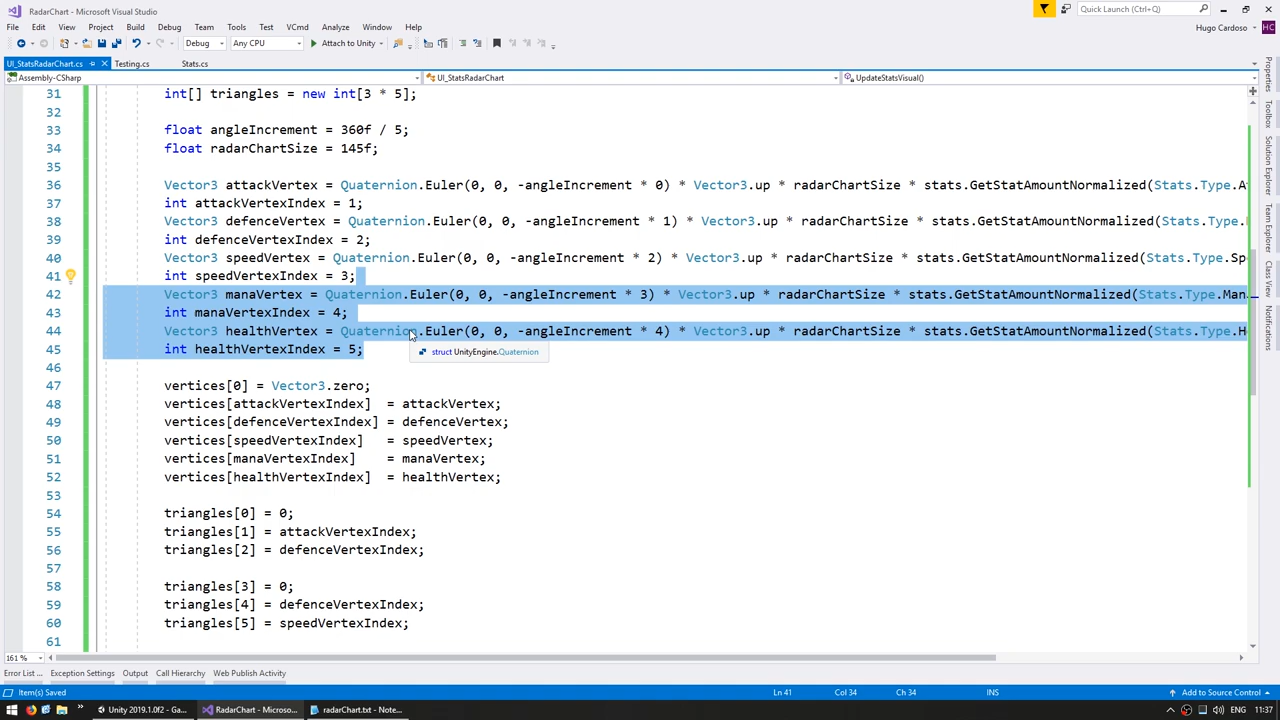 RadarChart - Microsoft Visual Studio
Quick Launch (Ctrl+Q)
File Edit View Project Build Debug Team Tools Test VCmd Analyze Window Help
Hugo Cardoso HC
Debug Any CPU Attach to Unity
UI_StatsRadarChart.cs Testing.cs Stats.cs
Assembly-CSharp UI_StatsRadarChart UpdateStatsVisual()
31 int[] triangles = new int[3 * 5];
32
33 float angleIncrement = 360f / 5;
34 float radarChartSize = 145f;
35
36 Vector3 attackVertex = Quaternion.Euler(0, 0, -angleIncrement * 0) * Vector3.up * radarChartSize * stats.GetStatAmountNormalized(Stats.Type.At
37 int attackVertexIndex = 1;
38 Vector3 defenceVertex = Quaternion.Euler(0, 0, -angleIncrement * 1) * Vector3.up * radarChartSize * stats.GetStatAmountNormalized(Stats.Type.
39 int defenceVertexIndex = 2;
40 Vector3 speedVertex = Quaternion.Euler(0, 0, -angleIncrement * 2) * Vector3.up * radarChartSize * stats.GetStatAmountNormalized(Stats.Type.Spe
41 int speedVertexIndex = 3;
42 Vector3 manaVertex = Quaternion.Euler(0, 0, -angleIncrement * 3) * Vector3.up * radarChartSize * stats.GetStatAmountNormalized(Stats.Type.Man
43 int manaVertexIndex = 4;
44 Vector3 healthVertex = Quaternion.Euler(0, 0, -angleIncrement * 4) * Vector3.up * radarChartSize * stats.GetStatAmountNormalized(Stats.Type.H
45 int healthVertexIndex = 5;
struct UnityEngine.Quaternion
46
47 vertices[0] = Vector3.zero;
48 vertices[attackVertexIndex] = attackVertex;
49 vertices[defenceVertexIndex] = defenceVertex;
50 vertices[speedVertexIndex] = speedVertex;
51 vertices[manaVertexIndex] = manaVertex;
52 vertices[healthVertexIndex] = healthVertex;
53
54 triangles[0] = 0;
55 triangles[1] = attackVertexIndex;
56 triangles[2] = defenceVertexIndex;
57
58 triangles[3] = 0;
59 triangles[4] = defenceVertexIndex;
60 triangles[5] = speedVertexIndex;
61
Properties
Toolbox
Solution Explorer
Team Explorer
Class View
Notifications
161 %
Error List ... Exception Settings Output Call Hierarchy Web Publish Activity
Item(s) Saved Ln 41 Col 34 Ch 34 INS Add to Source Control
Unity 2019.1.0f2 - Ga... RadarChart - Microso... radarChart.txt - Note... ENG 11:37